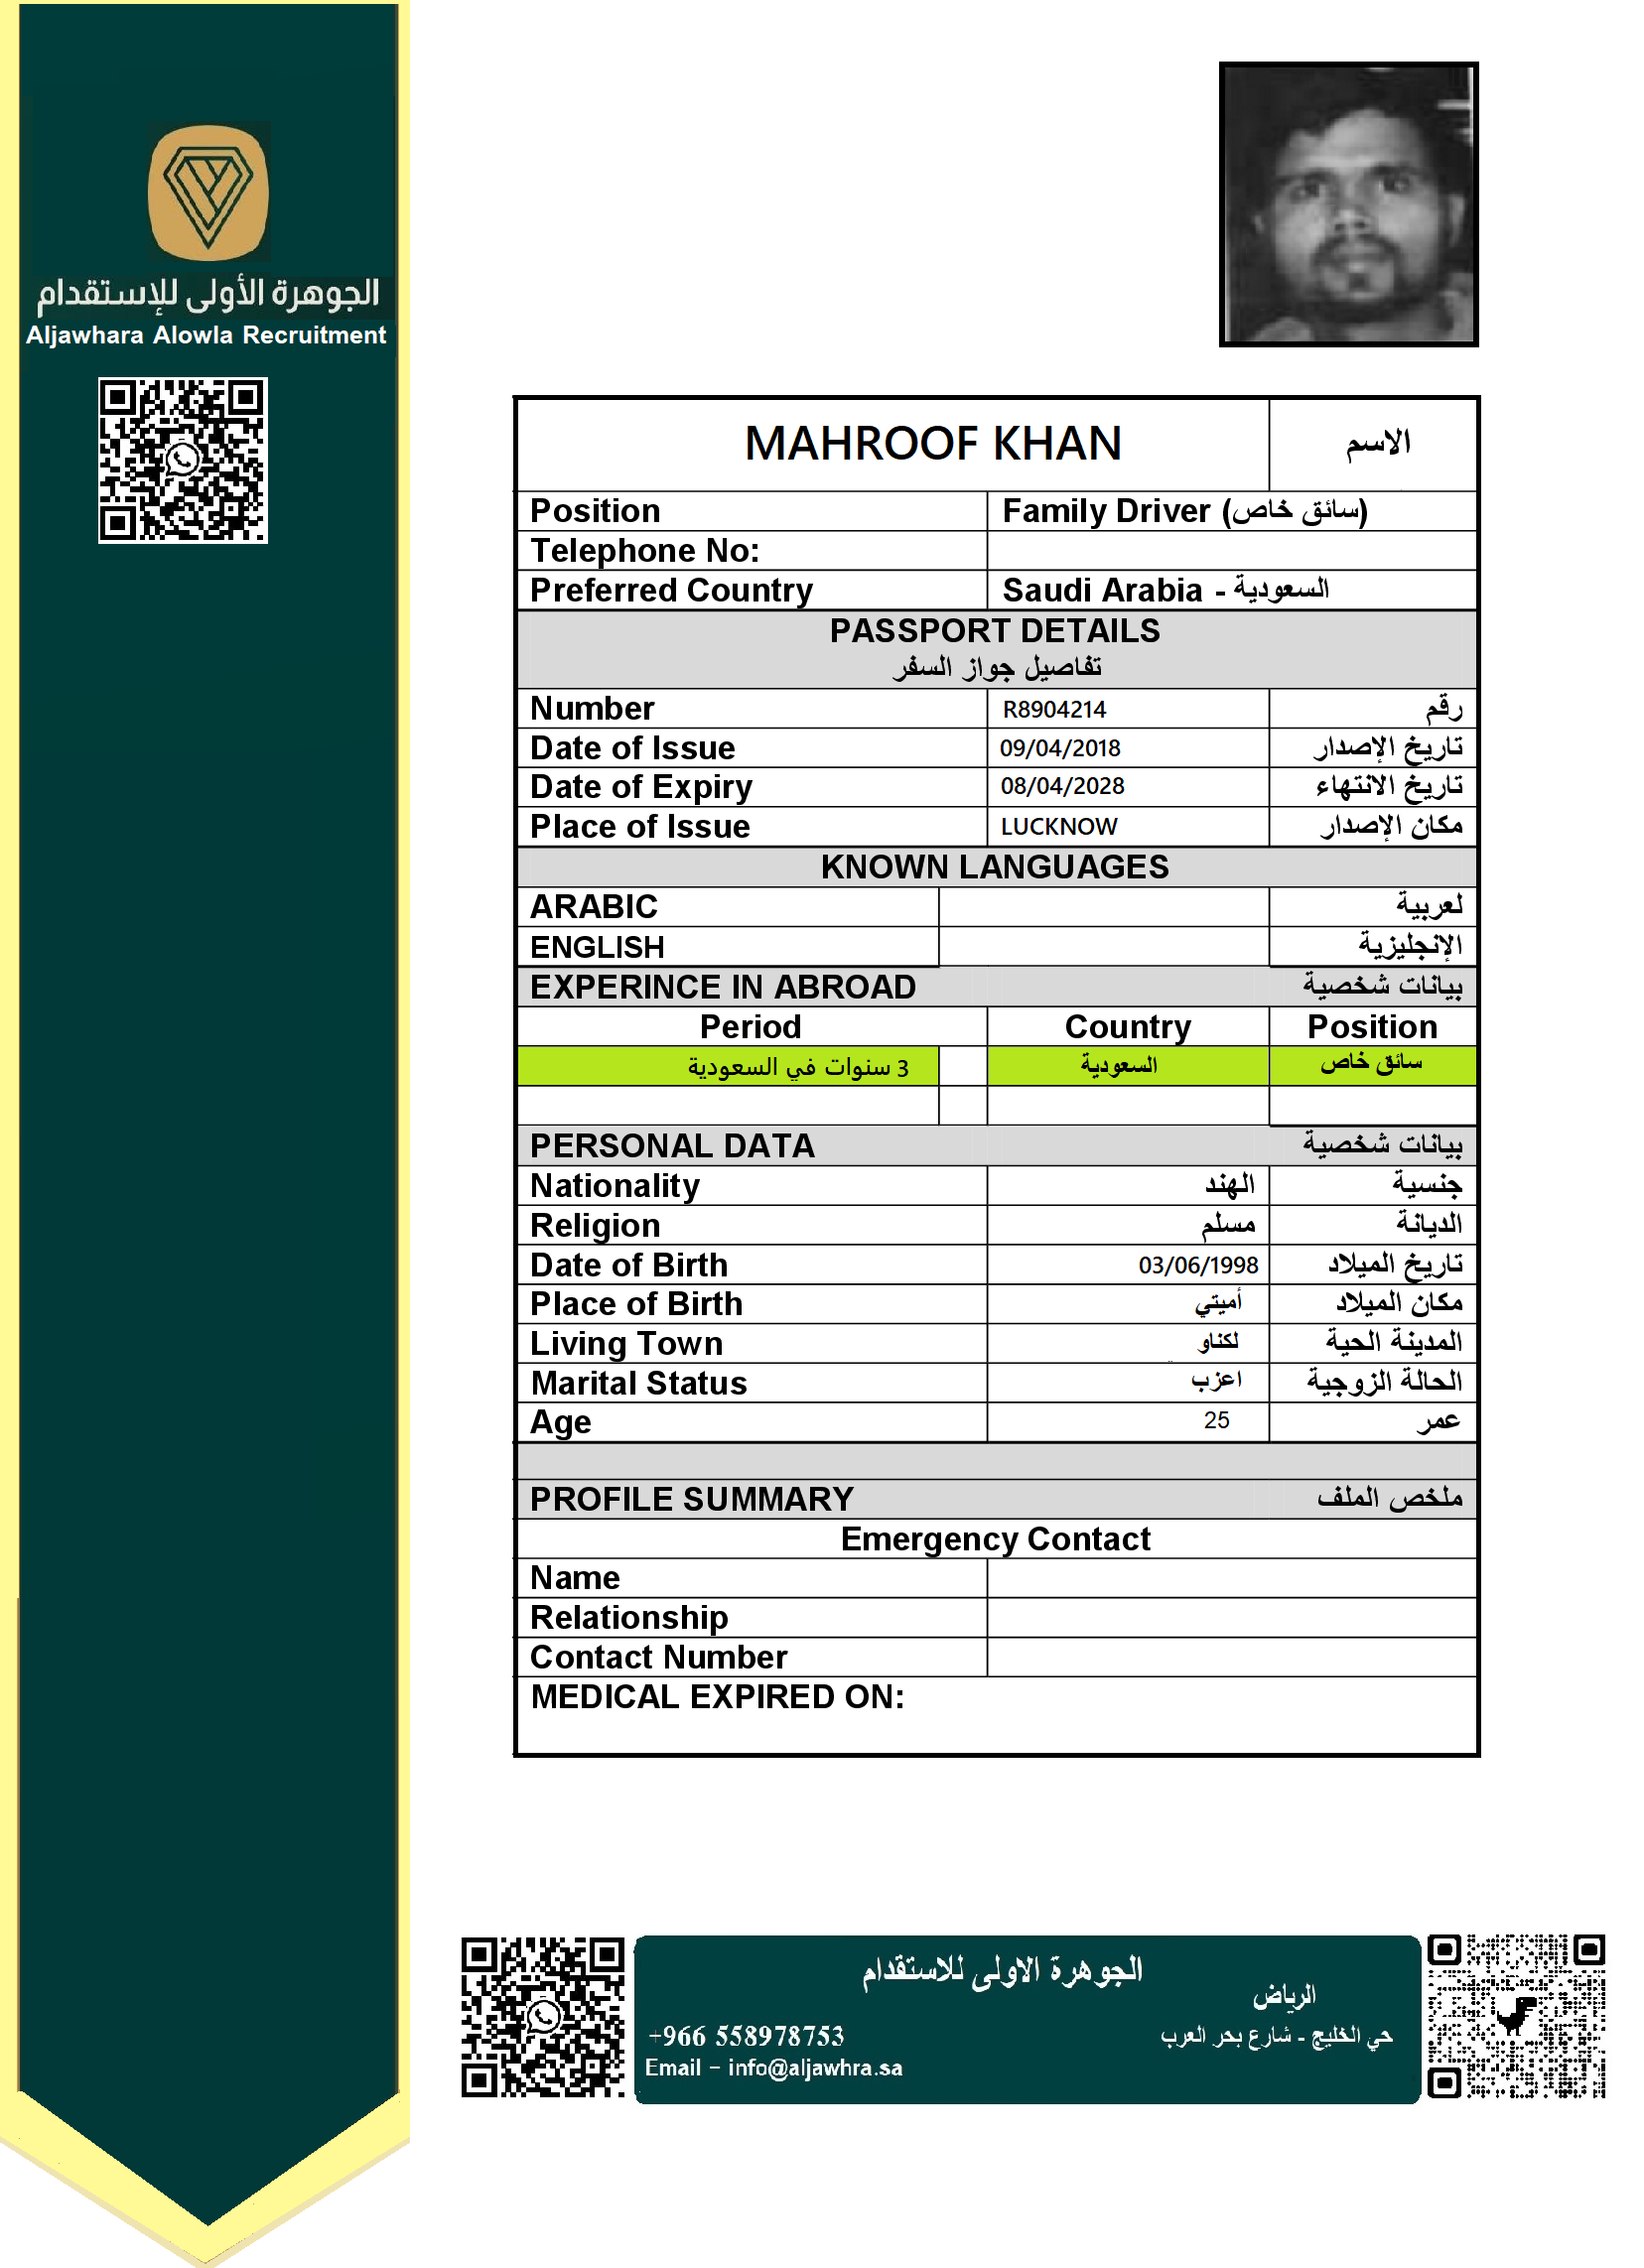 الجوهرة الأولى للإستقدام
Aljawhara Alowla Recruitment
MAHROOF KHAN الاسم
Position Family Driver (سائق خاص)
Telephone No:
Preferred Country Saudi Arabia - السعودية
PASSPORT DETAILS
تفاصيل جواز السفر
Number R8904214 رقم
Date of Issue 09/04/2018 تاريخ الإصدار
Date of Expiry 08/04/2028 تاريخ الانتهاء
Place of Issue LUCKNOW مكان الإصدار
KNOWN LANGUAGES
ARABIC لعربية
ENGLISH الإنجليزية
EXPERINCE IN ABROAD بيانات شخصية
Period Country Position
3 سنوات في السعودية السعودية سائق خاص
PERSONAL DATA بيانات شخصية
Nationality الهند جنسية
Religion مسلم الديانة
Date of Birth 03/06/1998 تاريخ الميلاد
Place of Birth أميتي مكان الميلاد
Living Town لكناو المدينة الحية
Marital Status اعزب الحالة الزوجية
Age 25 عمر
PROFILE SUMMARY ملخص الملف
Emergency Contact
Name
Relationship
Contact Number
MEDICAL EXPIRED ON:
الجوهرة الاولى للاستقدام
الرياض
+966 558978753 حي الخليج - شارع بحر العرب
Email - info@aljawhra.sa